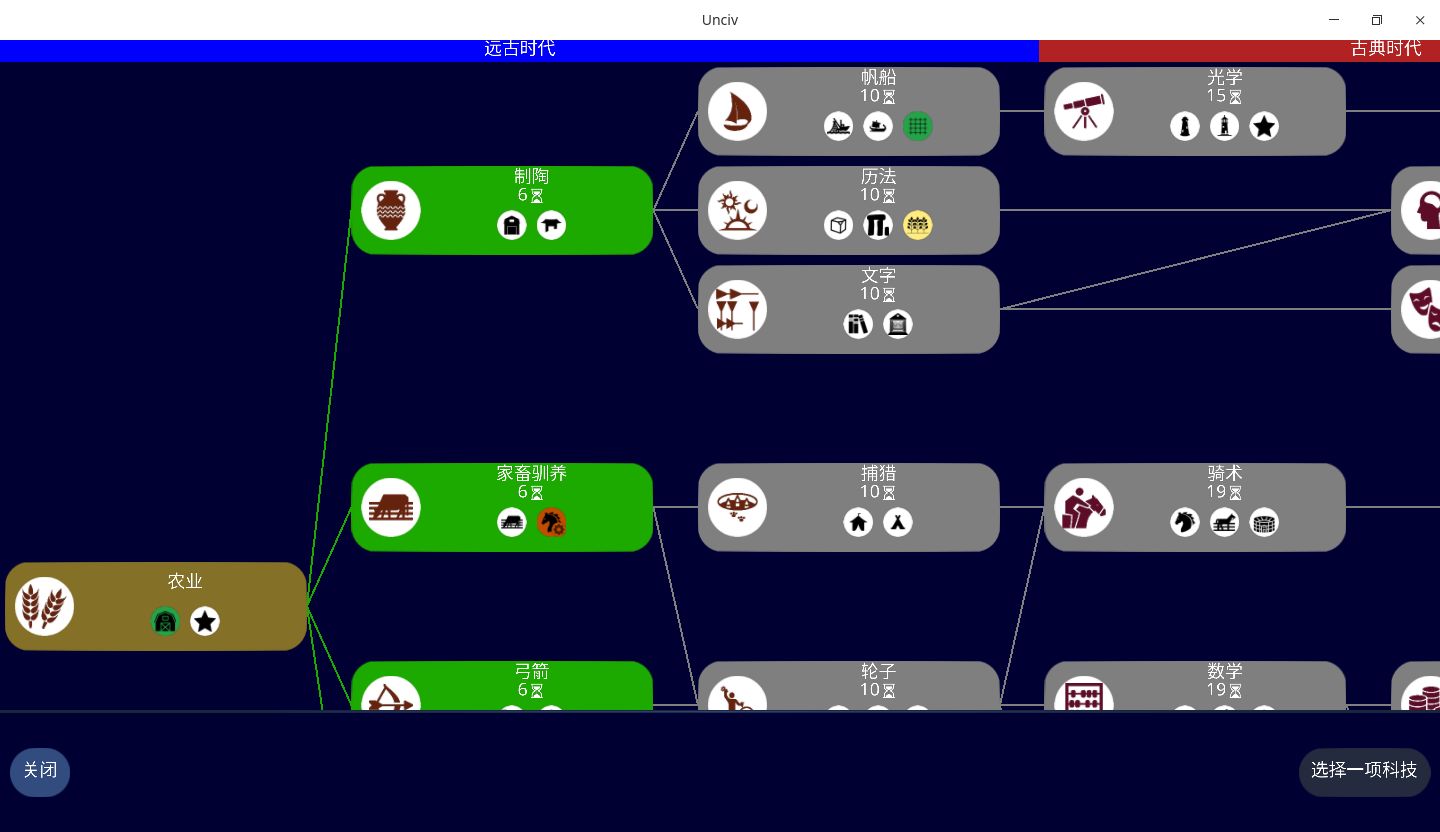 Unciv
远古时代
古典时代
帆船
10⏳
光学
15⏳
制陶
6⏳
历法
10⏳
文字
10⏳
家畜驯养
6⏳
捕猎
10⏳
骑术
19⏳
农业
弓箭
6⏳
轮子
10⏳
数学
19⏳
关闭
选择一项科技